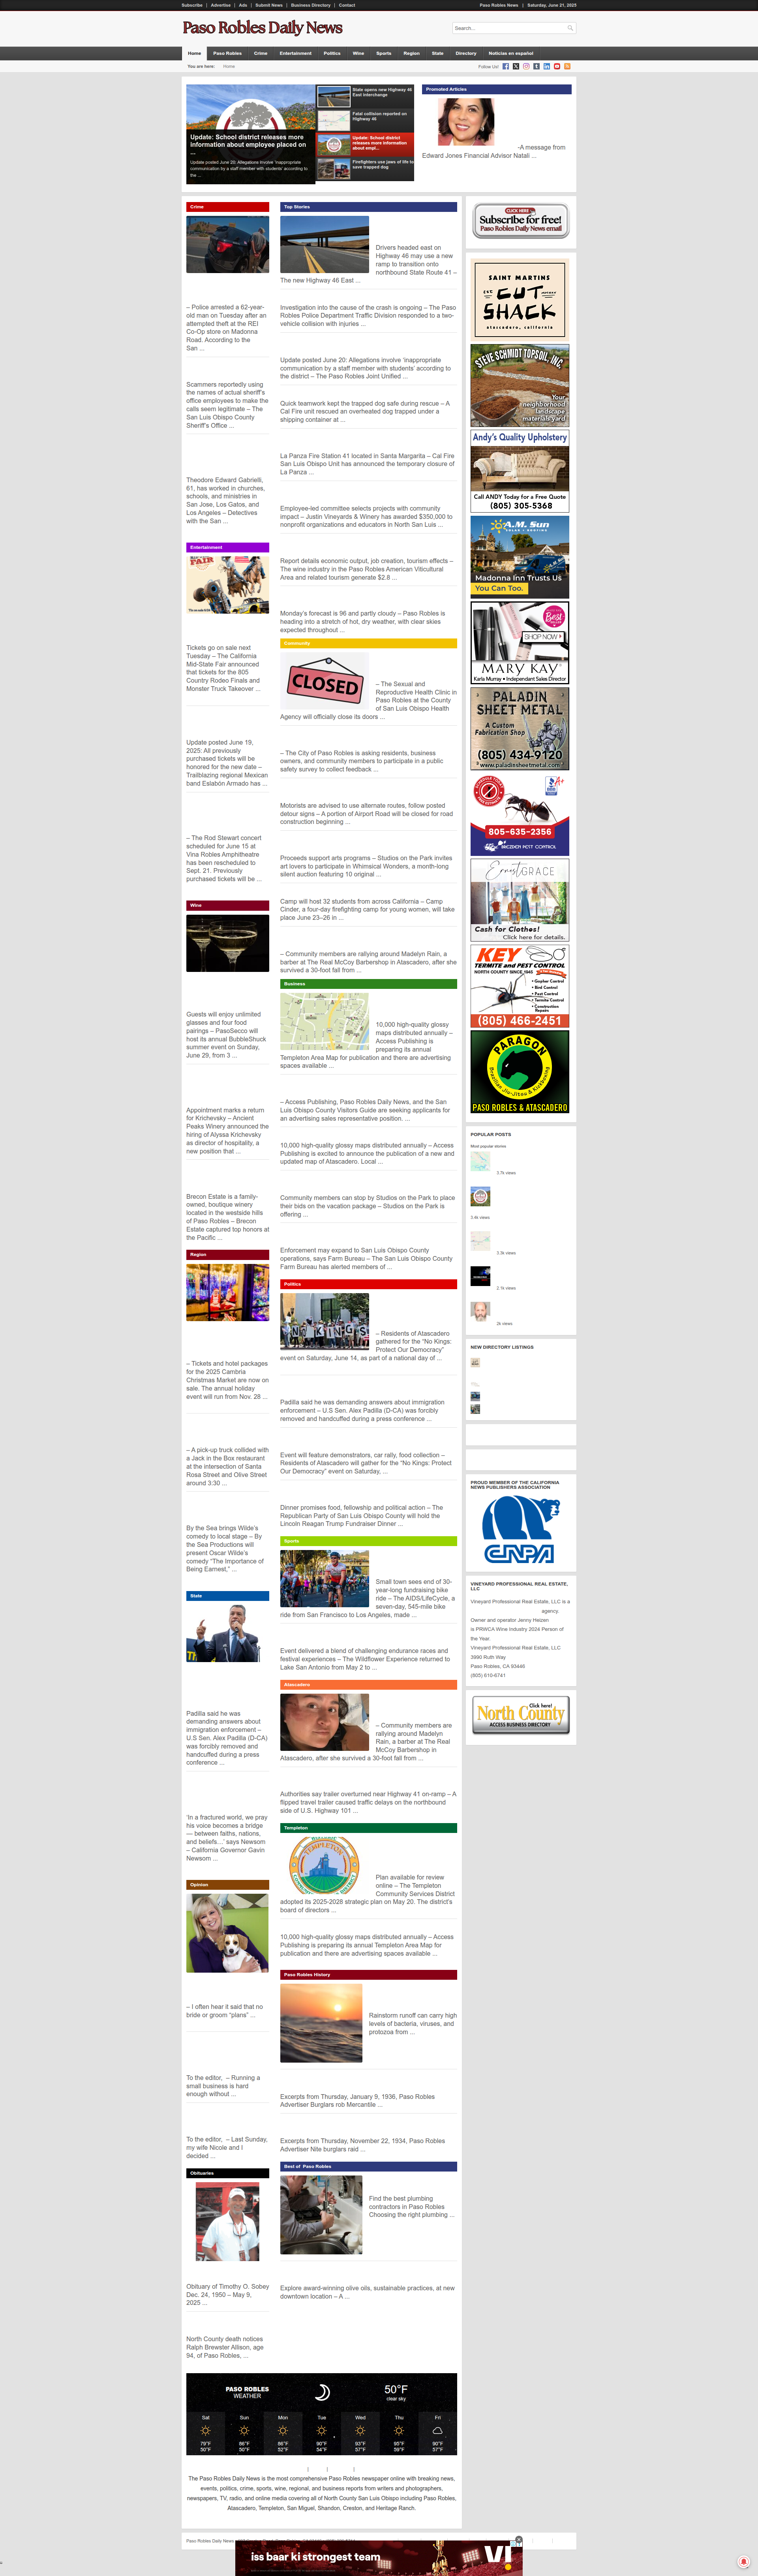 Subscribe | Advertise | Ads | Submit News | Business Directory | Contact
Paso Robles News | Saturday, June 21, 2025
Paso Robles Daily News
Search...
Home Paso Robles Crime Entertainment Politics Wine Sports Region State Directory Noticias en español
You are here: Home
Follow Us!
Update: School district releases more
information about employee placed on
...
Update posted June 20: Allegations involve 'inappropriate
communication by a staff member with students' according to
the ...
State opens new Highway 46
East interchange
Fatal collision reported on
Highway 46
Update: School district
releases more information
about empl...
Firefighters use jaws of life to
save trapped dog
Promoted Articles
-A message from
Edward Jones Financial Advisor Natali ...
Crime
– Police arrested a 62-year-
old man on Tuesday after an
attempted theft at the REI
Co-Op store on Madonna
Road. According to the
San ...
Scammers reportedly using
the names of actual sheriff's
office employees to make the
calls seem legitimate – The
San Luis Obispo County
Sheriff's Office ...
Theodore Edward Gabrielli,
61, has worked in churches,
schools, and ministries in
San Jose, Los Gatos, and
Los Angeles – Detectives
with the San ...
Entertainment
FAIR
Tickets go on sale next
Tuesday – The California
Mid-State Fair announced
that tickets for the 805
Country Rodeo Finals and
Monster Truck Takeover ...
Update posted June 19,
2025: All previously
purchased tickets will be
honored for the new date –
Trailblazing regional Mexican
band Eslabón Armado has ...
– The Rod Stewart concert
scheduled for June 15 at
Vina Robles Amphitheatre
has been rescheduled to
Sept. 21. Previously
purchased tickets will be ...
Wine
Guests will enjoy unlimited
glasses and four food
pairings – PasoSecco will
host its annual BubbleShuck
summer event on Sunday,
June 29, from 3 ...
Appointment marks a return
for Krichevsky – Ancient
Peaks Winery announced the
hiring of Alyssa Krichevsky
as director of hospitality, a
new position that ...
Brecon Estate is a family-
owned, boutique winery
located in the westside hills
of Paso Robles – Brecon
Estate captured top honors at
the Pacific ...
Region
– Tickets and hotel packages
for the 2025 Cambria
Christmas Market are now on
sale. The annual holiday
event will run from Nov. 28 ...
– A pick-up truck collided with
a Jack in the Box restaurant
at the intersection of Santa
Rosa Street and Olive Street
around 3:30 ...
By the Sea brings Wilde's
comedy to local stage – By
the Sea Productions will
present Oscar Wilde's
comedy "The Importance of
Being Earnest," ...
State
Padilla said he was
demanding answers about
immigration enforcement –
U.S Sen. Alex Padilla (D-CA)
was forcibly removed and
handcuffed during a press
conference ...
'In a fractured world, we pray
his voice becomes a bridge
— between faiths, nations,
and beliefs…' says Newsom
– California Governor Gavin
Newsom ...
Opinion
– I often hear it said that no
bride or groom "plans" ...
To the editor, – Running a
small business is hard
enough without ...
To the editor, – Last Sunday,
my wife Nicole and I
decided ...
Obituaries
Obituary of Timothy O. Sobey
Dec. 24, 1950 – May 9,
2025 ...
North County death notices
Ralph Brewster Allison, age
94, of Paso Robles, ...
Top Stories
Drivers headed east on
Highway 46 may use a new
ramp to transition onto
northbound State Route 41 –
The new Highway 46 East ...
Investigation into the cause of the crash is ongoing – The Paso
Robles Police Department Traffic Division responded to a two-
vehicle collision with injuries ...
Update posted June 20: Allegations involve 'inappropriate
communication by a staff member with students' according to
the district – The Paso Robles Joint Unified ...
Quick teamwork kept the trapped dog safe during rescue – A
Cal Fire unit rescued an overheated dog trapped under a
shipping container at ...
La Panza Fire Station 41 located in Santa Margarita – Cal Fire
San Luis Obispo Unit has announced the temporary closure of
La Panza ...
Employee-led committee selects projects with community
impact – Justin Vineyards & Winery has awarded $350,000 to
nonprofit organizations and educators in North San Luis ...
Report details economic output, job creation, tourism effects –
The wine industry in the Paso Robles American Viticultural
Area and related tourism generate $2.8 ...
Monday's forecast is 96 and partly cloudy – Paso Robles is
heading into a stretch of hot, dry weather, with clear skies
expected throughout ...
Community
CLOSED
– The Sexual and
Reproductive Health Clinic in
Paso Robles at the County
of San Luis Obispo Health
Agency will officially close its doors ...
– The City of Paso Robles is asking residents, business
owners, and community members to participate in a public
safety survey to collect feedback ...
Motorists are advised to use alternate routes, follow posted
detour signs – A portion of Airport Road will be closed for road
construction beginning ...
Proceeds support arts programs – Studios on the Park invites
art lovers to participate in Whimsical Wonders, a month-long
silent auction featuring 10 original ...
Camp will host 32 students from across California – Camp
Cinder, a four-day firefighting camp for young women, will take
place June 23–26 in ...
– Community members are rallying around Madelyn Rain, a
barber at The Real McCoy Barbershop in Atascadero, after she
survived a 30-foot fall from ...
Business
10,000 high-quality glossy
maps distributed annually –
Access Publishing is
preparing its annual
Templeton Area Map for publication and there are advertising
spaces available ...
– Access Publishing, Paso Robles Daily News, and the San
Luis Obispo County Visitors Guide are seeking applicants for
an advertising sales representative position. ...
10,000 high-quality glossy maps distributed annually – Access
Publishing is excited to announce the publication of a new and
updated map of Atascadero. Local ...
Community members can stop by Studios on the Park to place
their bids on the vacation package – Studios on the Park is
offering ...
Enforcement may expand to San Luis Obispo County
operations, says Farm Bureau – The San Luis Obispo County
Farm Bureau has alerted members of ...
Politics
NO KINGS
– Residents of Atascadero
gathered for the "No Kings:
Protect Our Democracy"
event on Saturday, June 14, as part of a national day of ...
Padilla said he was demanding answers about immigration
enforcement – U.S Sen. Alex Padilla (D-CA) was forcibly
removed and handcuffed during a press conference ...
Event will feature demonstrators, car rally, food collection –
Residents of Atascadero will gather for the "No Kings: Protect
Our Democracy" event on Saturday, ...
Dinner promises food, fellowship and political action – The
Republican Party of San Luis Obispo County will hold the
Lincoln Reagan Trump Fundraiser Dinner ...
Sports
Small town sees end of 30-
year-long fundraising bike
ride – The AIDS/LifeCycle, a
seven-day, 545-mile bike
ride from San Francisco to Los Angeles, made ...
Event delivered a blend of challenging endurance races and
festival experiences – The Wildflower Experience returned to
Lake San Antonio from May 2 to ...
Atascadero
– Community members are
rallying around Madelyn
Rain, a barber at The Real
McCoy Barbershop in
Atascadero, after she survived a 30-foot fall from ...
Authorities say trailer overturned near Highway 41 on-ramp – A
flipped travel trailer caused traffic delays on the northbound
side of U.S. Highway 101 ...
Templeton
TEMPLETON
Plan available for review
online – The Templeton
Community Services District
adopted its 2025-2028 strategic plan on May 20. The district's
board of directors ...
10,000 high-quality glossy maps distributed annually – Access
Publishing is preparing its annual Templeton Area Map for
publication and there are advertising spaces available ...
Paso Robles History
Rainstorm runoff can carry high
levels of bacteria, viruses, and
protozoa from ...
Excerpts from Thursday, January 9, 1936, Paso Robles
Advertiser Burglars rob Mercantile ...
Excerpts from Thursday, November 22, 1934, Paso Robles
Advertiser Nite burglars raid ...
Best of Paso Robles
Find the best plumbing
contractors in Paso Robles
Choosing the right plumbing ...
Explore award-winning olive oils, sustainable practices, at new
downtown location – A ...
CLICK HERE
Subscribe for free!
Paso Robles Daily News email
SAINT MARTINS
CUT
SHACK
atascadero, california
STEVE SCHMIDT TOPSOIL, INC.
Your
neighborhood
landscape
materials yard
Andy's Quality Upholstery
Call ANDY Today for a Free Quote
(805) 305-5368
A.M. Sun
Madonna Inn Trusts Us
You Can Too.
SHOP NOW
MARY KAY
Karla Murray • Independent Sales Director
PALADIN
SHEET METAL
A Custom
Fabrication Shop
(805) 434-9120
www.paladinsheetmetal.com
A+
805-635-2356
BREZDEN PEST CONTROL
ErnestGRACE
Cash for Clothes!
Click here for details.
KEY
TERMITE and PEST CONTROL
NORTH COUNTY SINCE 1945
• Gopher Control
• Bird Control
• Pest Control
• Termite Control
• Construction
Repairs
(805) 466-2451
PARAGON
Brazilian Jiu-Jitsu & Kickboxing
PASO ROBLES & ATASCADERO
POPULAR POSTS
Most popular stories
3.7k views
3.4k views
3.3k views
2.1k views
2k views
NEW DIRECTORY LISTINGS
PROUD MEMBER OF THE CALIFORNIA
NEWS PUBLISHERS ASSOCIATION
CNPA
VINEYARD PROFESSIONAL REAL ESTATE,
LLC
Vineyard Professional Real Estate, LLC is a
agency.
Owner and operator Jenny Heizen
is PRWCA Wine Industry 2024 Person of
the Year.
Vineyard Professional Real Estate, LLC
3990 Ruth Way
Paso Robles, CA 93446
(805) 610-6741
Click here!
North County
ACCESS BUSINESS DIRECTORY
PASO ROBLES
WEATHER
50°F
clear sky
Sat Sun Mon Tue Wed Thu Fri
79°F 86°F 86°F 90°F 93°F 95°F 90°F
50°F 50°F 52°F 54°F 57°F 59°F 57°F
The Paso Robles Daily News is the most comprehensive Paso Robles newspaper online with breaking news,
events, politics, crime, sports, wine, regional, and business reports from writers and photographers,
newspapers, TV, radio, and online media covering all of North County San Luis Obispo including Paso Robles,
Atascadero, Templeton, San Miguel, Shandon, Creston, and Heritage Ranch.
Paso Robles Daily News
iss baar ki strongest team